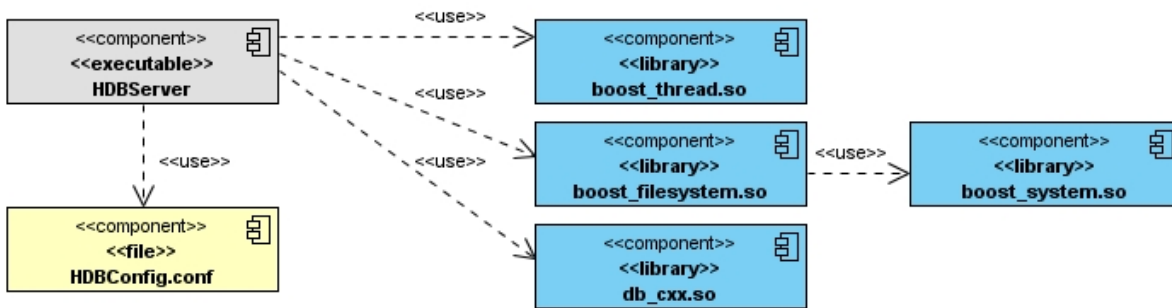 <<use>>
<<component>>
<<executable>>
HDBServer
<<component>>
<<library>>
boost_thread.so
<<use>>
<<component>>
<<library>>
boost_filesystem.so
<<use>>
<<component>>
<<library>>
boost_system.so
<<use>>
<<use>>
<<component>>
<<file>>
HDBConfig.conf
<<component>>
<<library>>
db_cxx.so